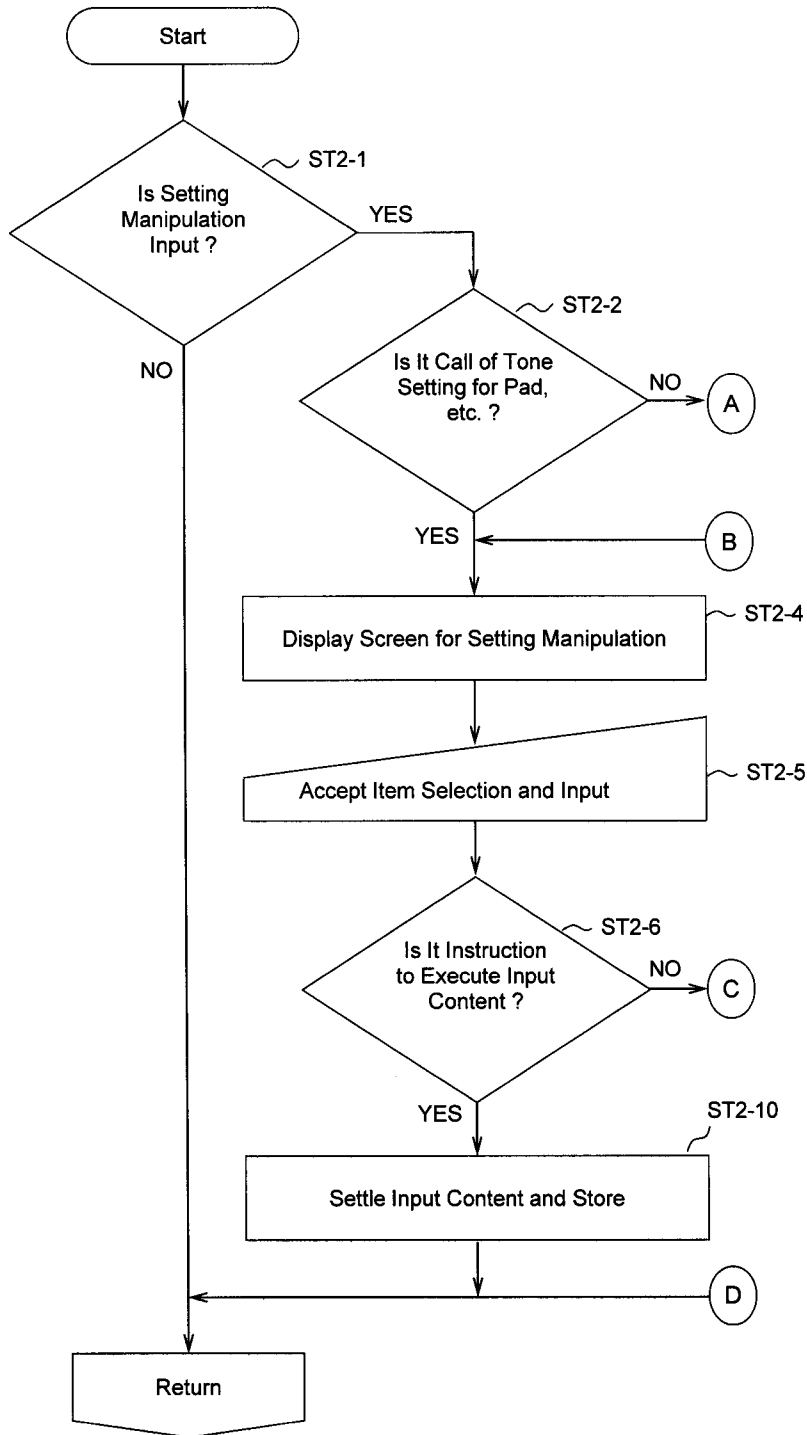 Start
ST2-1
Is Setting
Manipulation
Input ?
YES
NO
ST2-2
Is It Call of Tone
Setting for Pad,
etc. ?
NO
A
YES
B
ST2-4
Display Screen for Setting Manipulation
ST2-5
Accept Item Selection and Input
ST2-6
Is It Instruction
to Execute Input
Content ?
NO
C
YES
ST2-10
Settle Input Content and Store
D
Return